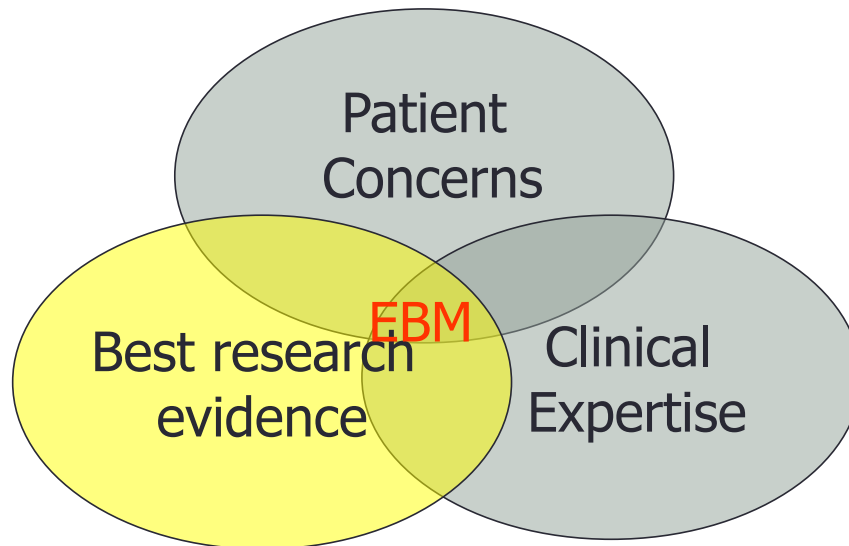 Patient
Concerns
EBM
Best research
evidence
Clinical
Expertise